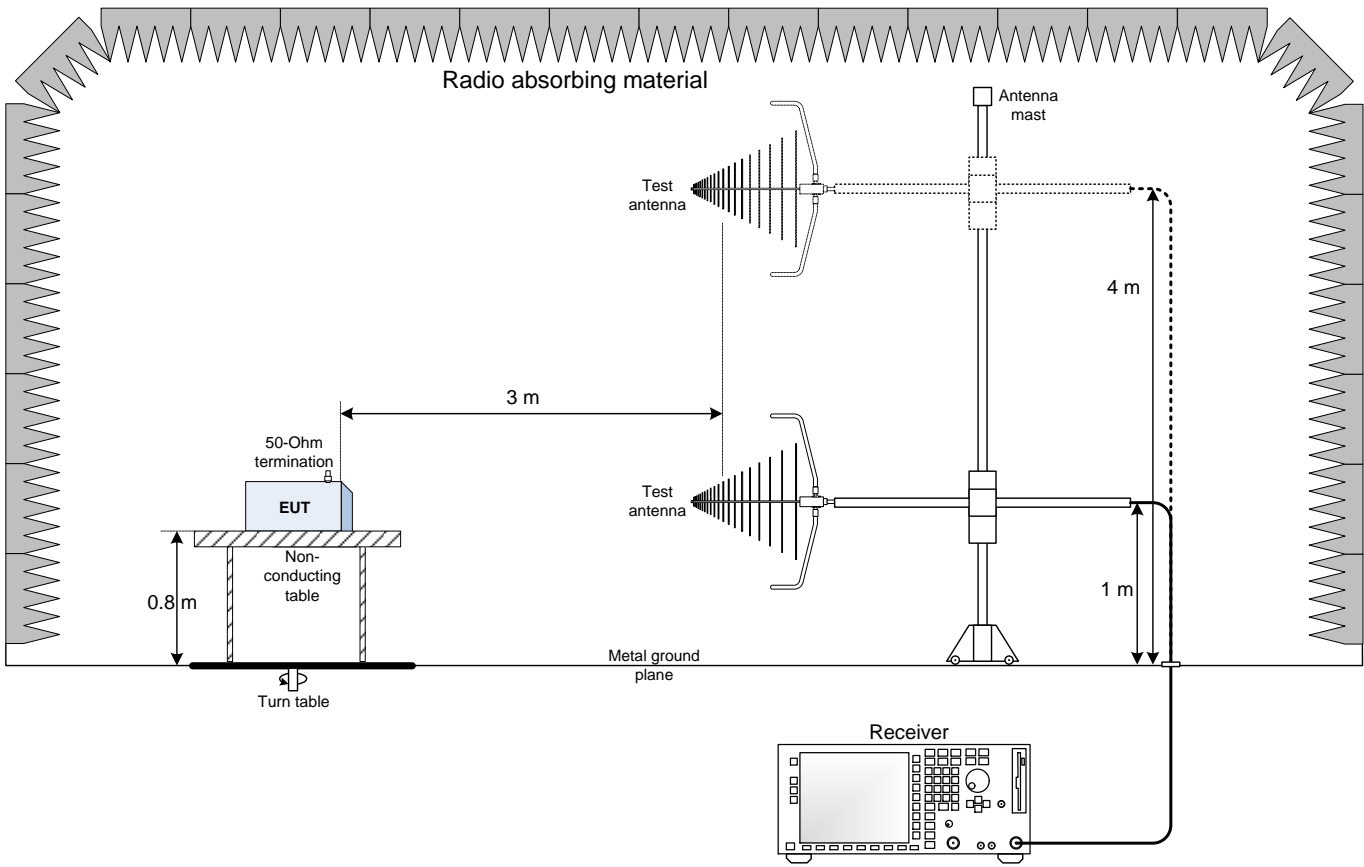 Radio absorbing material
Antenna
mast
Test
antenna
4 m
3 m
50-Ohm
termination
EUT
Test
antenna
Non-
conducting
table
0.8 m
1 m
Metal ground
plane
Turn table
Receiver